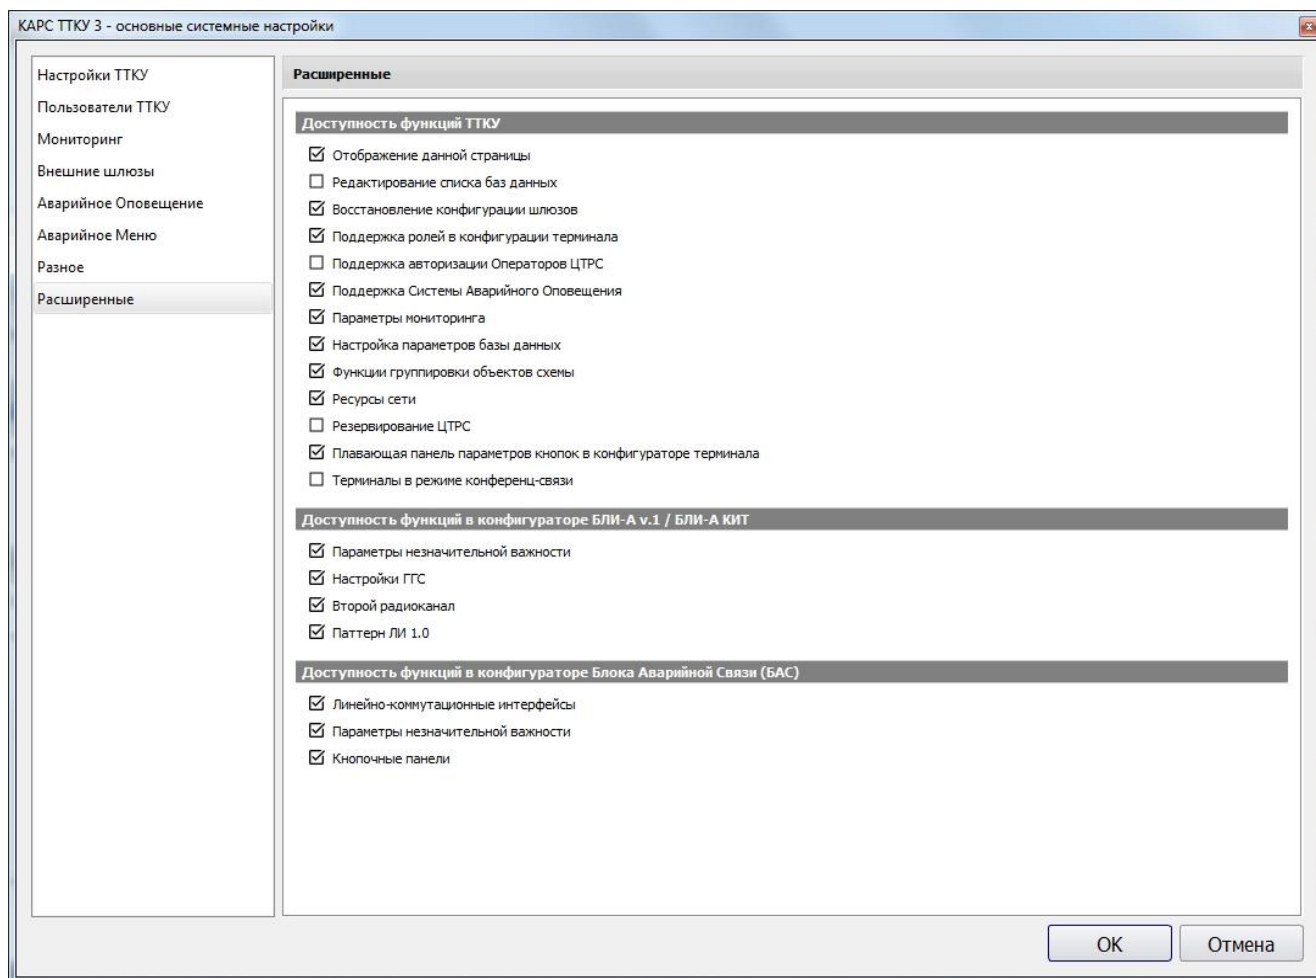 КАРС ТТКУ 3 - основные системные настройки
Настройки ТТКУ
Пользователи ТТКУ
Мониторинг
Внешние шлюзы
Аварийное Оповещение
Аварийное Меню
Разное
Расширенные
Расширенные
Доступность функций ТТКУ
Отображение данной страницы
Редактирование списка баз данных
Восстановление конфигурации шлюзов
Поддержка ролей в конфигурации терминала
Поддержка авторизации Операторов ЦТРС
Поддержка Системы Аварийного Оповещения
Параметры мониторинга
Настройка параметров базы данных
Функции группировки объектов схемы
Ресурсы сети
Резервирование ЦТРС
Плавающая панель параметров кнопок в конфигураторе терминала
Терминалы в режиме конференц-связи
Доступность функций в конфигураторе БЛИ-А v.1 / БЛИ-А КИТ
Параметры незначительной важности
Настройки ГГС
Второй радиоканал
Паттерн ЛИ 1.0
Доступность функций в конфигураторе Блока Аварийной Связи (БАС)
Линейно-коммутационные интерфейсы
Параметры незначительной важности
Кнопочные панели
OK
Отмена